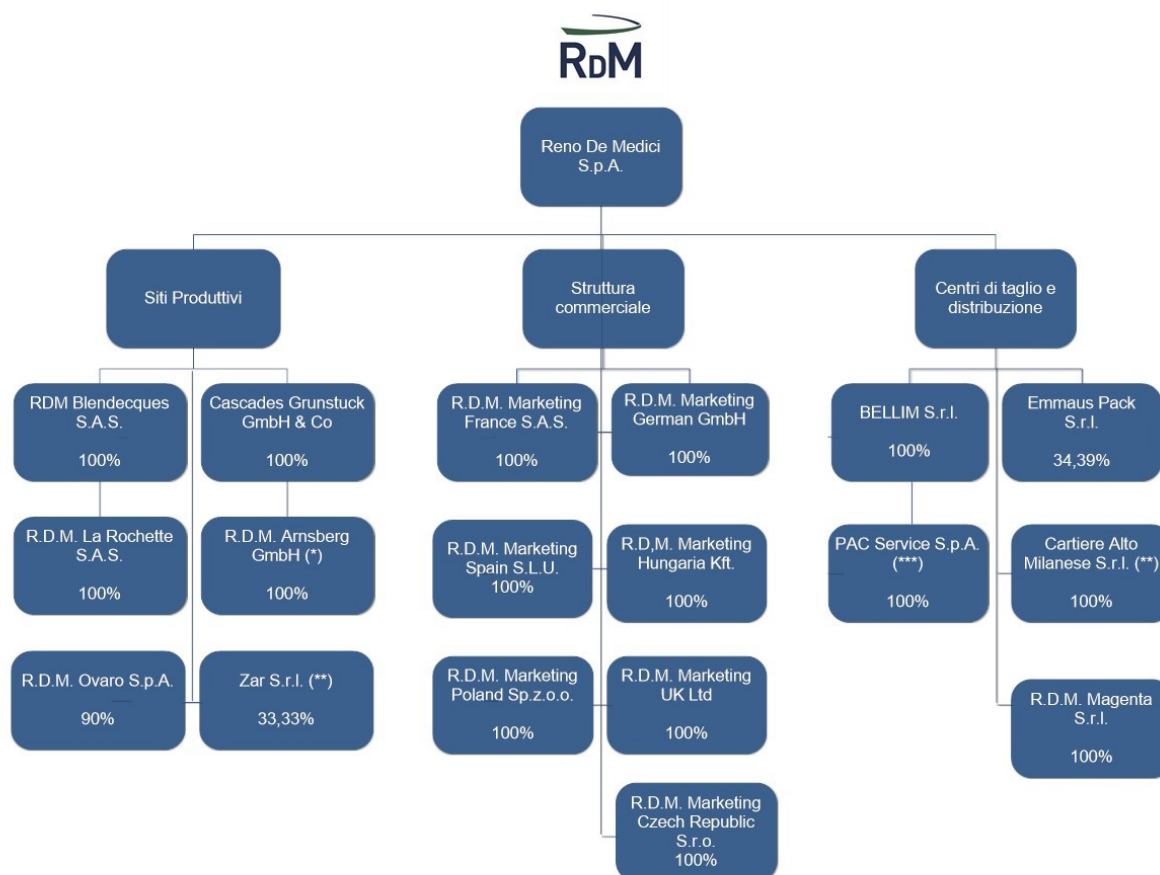 RDM
Reno De Medici
S.p.A.
Siti Produttivi
Struttura
commerciale
Centri di taglio e
distribuzione
RDM Blendecques
S.A.S.
100%
Cascades Grunstuck
GmbH & Co
100%
R.D.M. Marketing
France S.A.S.
100%
R.D.M. Marketing
German GmbH
100%
BELLIM S.r.l.
100%
Emmaus Pack
S.r.l.
34,39%
R.D.M. La Rochette
S.A.S.
100%
R.D.M. Arnsberg
GmbH (*)
100%
R.D.M. Marketing
Spain S.L.U.
100%
R.D,M. Marketing
Hungaria Kft.
100%
PAC Service S.p.A.
(***)
100%
Cartiere Alto
Milanese S.r.l. (**)
100%
R.D.M. Ovaro S.p.A.
90%
Zar S.r.l. (**)
33,33%
R.D.M. Marketing
Poland Sp.z.o.o.
100%
R.D.M. Marketing
UK Ltd
100%
R.D.M. Magenta
S.r.l.
100%
R.D.M. Marketing
Czech Republic
S.r.o.
100%